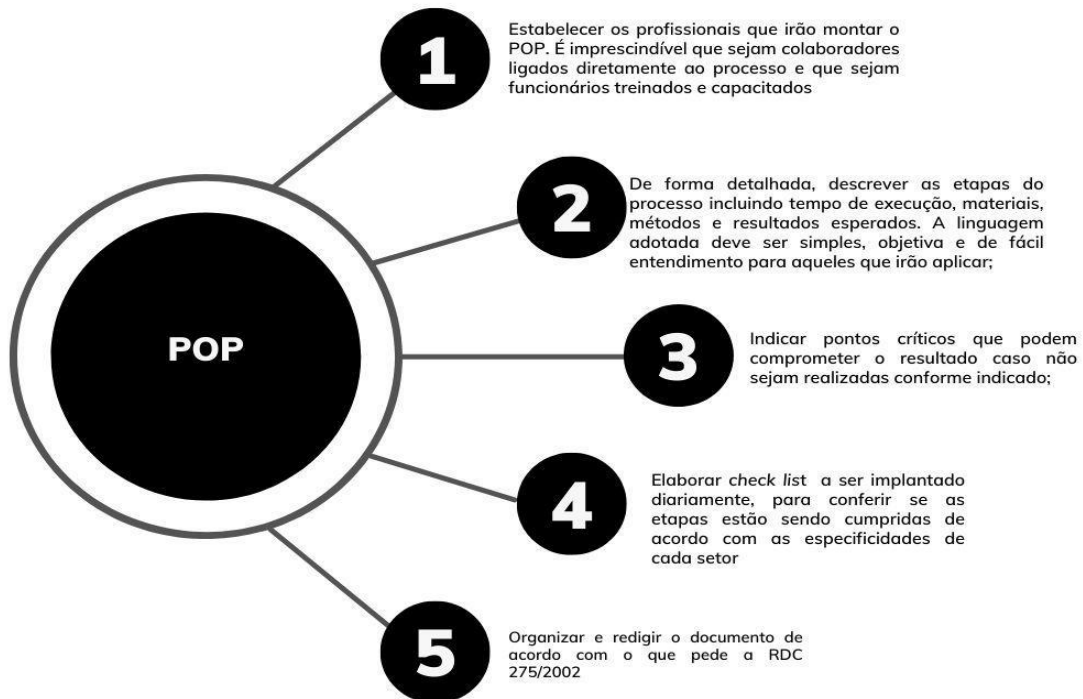 1
Estabelecer os profissionais que irão montar o
POP. É imprescindível que sejam colaboradores
ligados diretamente ao processo e que sejam
funcionários treinados e capacitados
2
De forma detalhada, descrever as etapas do
processo incluindo tempo de execução, materiais,
métodos e resultados esperados. A linguagem
adotada deve ser simples, objetiva e de fácil
entendimento para aqueles que irão aplicar;
POP
3
Indicar pontos críticos que podem
comprometer o resultado caso não
sejam realizadas conforme indicado;
4
Elaborar check list a ser implantado
diariamente, para conferir se as
etapas estão sendo cumpridas de
acordo com as especificidades de
cada setor
5
Organizar e redigir o documento de
acordo com o que pede a RDC
275/2002